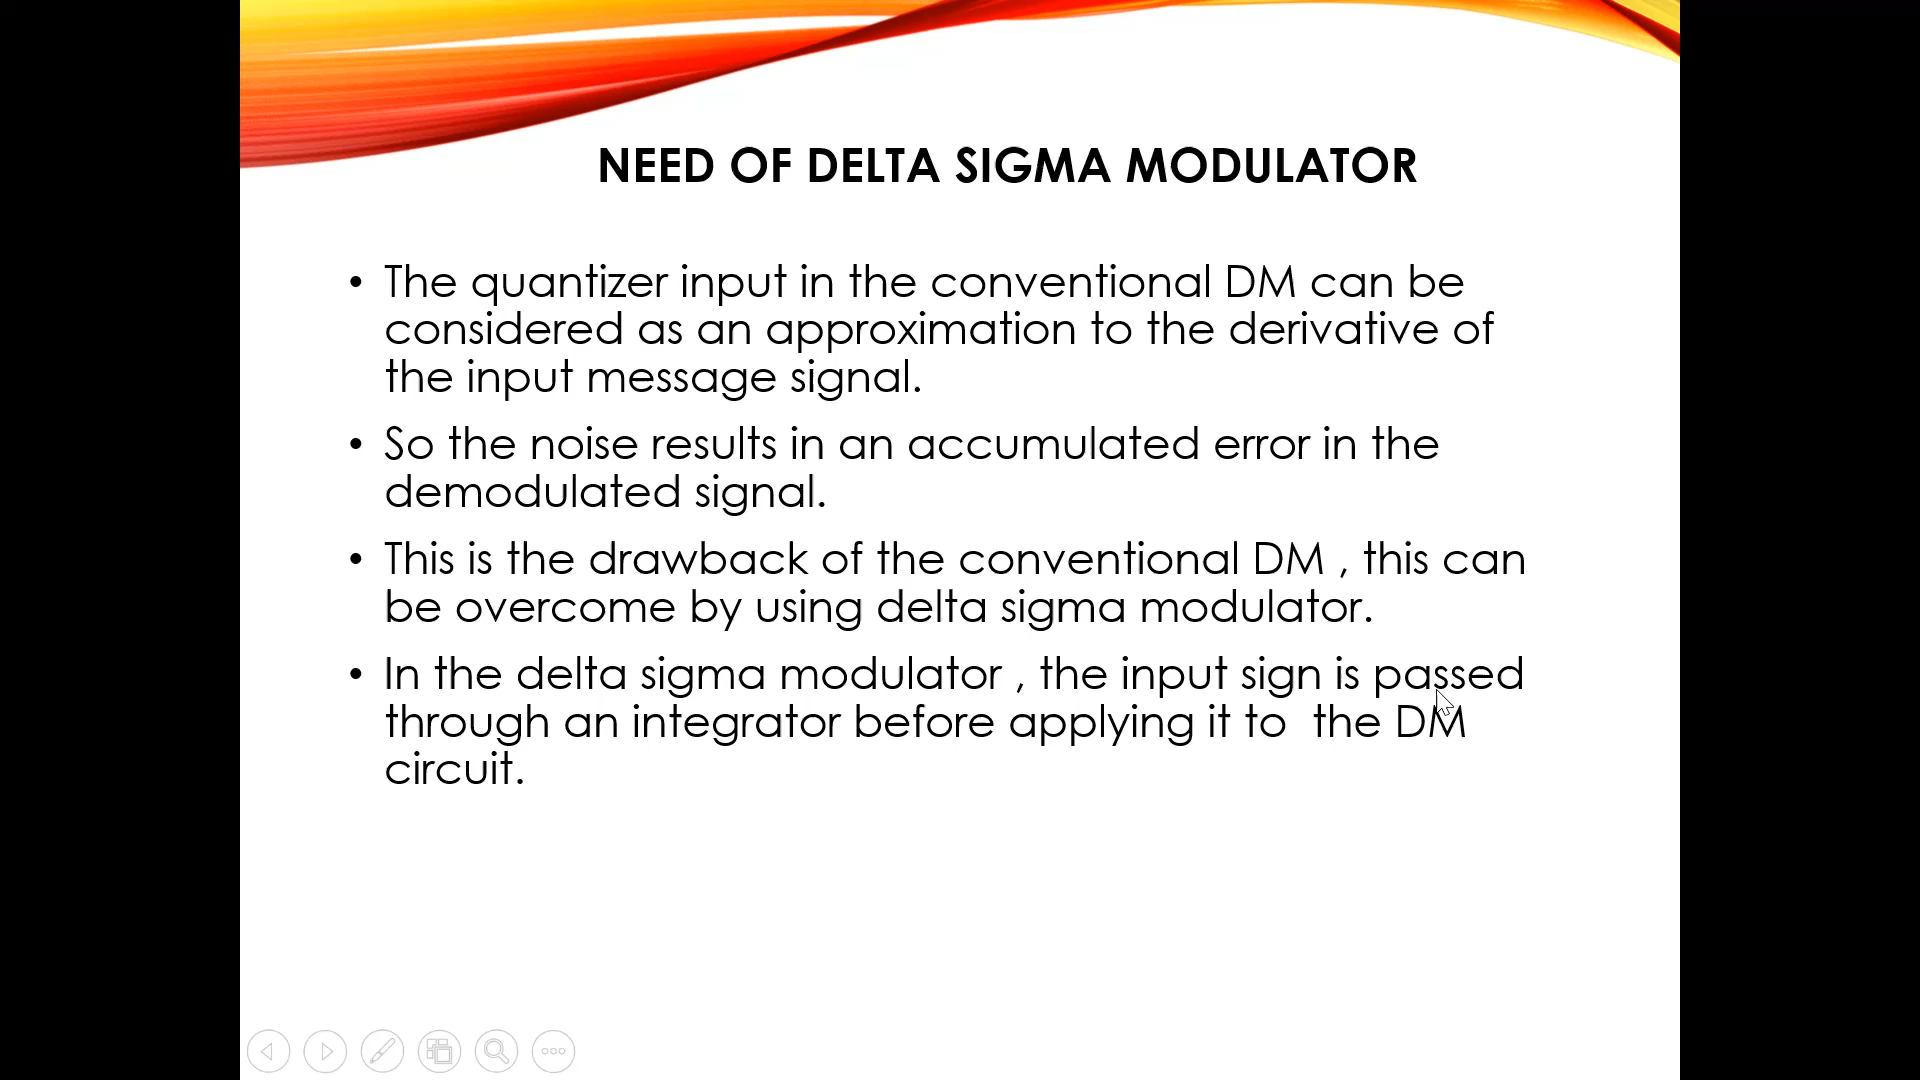 NEED OF DELTA SIGMA MODULATOR
• The quantizer input in the conventional DM can be
considered as an approximation to the derivative of
the input message signal.
• So the noise results in an accumulated error in the
demodulated signal.
• This is the drawback of the conventional DM , this can
be overcome by using delta sigma modulator.
• In the delta sigma modulator , the input sign is passed
through an integrator before applying it to  the DM
circuit.